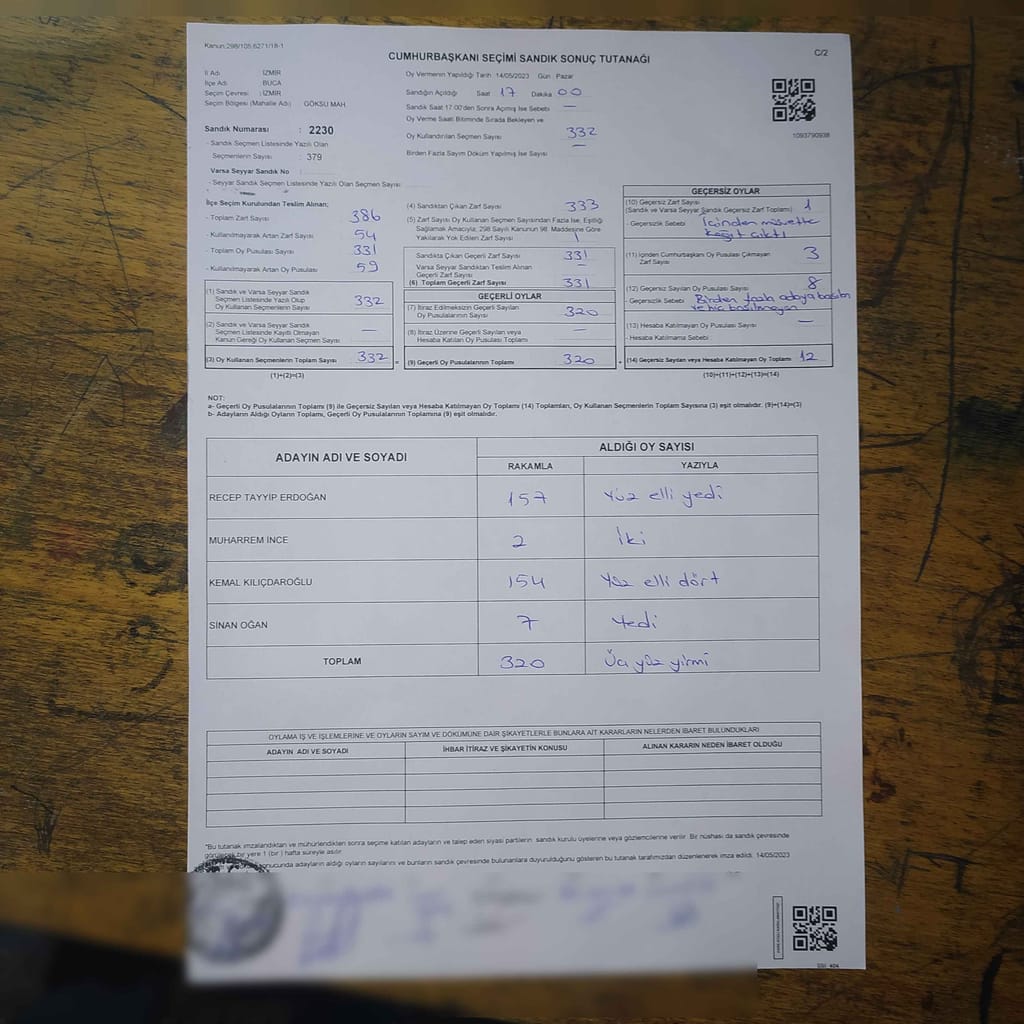 Kanun:298/105,6271/18-1
C/2
CUMHURBAŞKANI SEÇİMİ SANDIK SONUÇ TUTANAĞI
İl Adı : İZMİR
İlçe Adı : BUCA
Seçim Çevresi : İZMİR
Seçim Bölgesi (Mahalle Adı) GÖKSU MAH.
Sandık Numarası : 2230
- Sandık Seçmen Listesinde Yazılı Olan
Seçmenlerin Sayısı : 379
Varsa Seyyar Sandık No :
- Seyyar Sandık Seçmen Listesinde Yazılı Olan Seçmen Sayısı:
Oy Vermenin Yapıldığı Tarih 14/05/2023 Gün : Pazar
Sandığın Açıldığı Saat 17 Dakika 00
Sandık Saat 17:00'den Sonra Açılmış İse Sebebi —
Oy Verme Saati Bitiminde Sırada Bekleyen ve
Oy Kullandırılan Seçmen Sayısı 332
Birden Fazla Sayım Döküm Yapılmış İse Sayısı —
1093790938
İlçe Seçim Kurulundan Teslim Alınan;
- Toplam Zarf Sayısı 386
- Kullanılmayarak Artan Zarf Sayısı 54
- Toplam Oy Pusulası Sayısı 331
- Kullanılmayarak Artan Oy Pusulası 59
(1) Sandık ve Varsa Seyyar Sandık
Seçmen Listesinde Yazılı Olup
Oy Kullanan Seçmenlerin Sayısı 332
(2) Sandık ve Varsa Seyyar Sandık
Seçmen Listesinde Kayıtlı Olmayan
Kanun Gereği Oy Kullanan Seçmen Sayısı —
(3) Oy Kullanan Seçmenlerin Toplam Sayısı 332 =
(1)+(2)=(3)
(4) Sandıktan Çıkan Zarf Sayısı 333
(5) Zarf Sayısı Oy Kullanan Seçmen Sayısından Fazla İse, Eşitliği
Sağlamak Amacıyla; 298 Sayılı Kanunun 98. Maddesine Göre
Yakılarak Yok Edilen Zarf Sayısı 1
Sandıkta Çıkan Geçerli Zarf Sayısı 331
Varsa Seyyar Sandıktan Teslim Alınan
Geçerli Zarf Sayısı —
(6) Toplam Geçerli Zarf Sayısı 331
GEÇERLİ OYLAR
(7) İtiraz Edilmeksizin Geçerli Sayılan
Oy Pusulalarının Sayısı 320
(8) İtiraz Üzerine Geçerli Sayılan veya
Hesaba Katılan Oy Pusulası Toplamı —
(9) Geçerli Oy Pusulalarının Toplamı 320 +
GEÇERSİZ OYLAR
(10) Geçersiz Zarf Sayısı
(Sandık ve Varsa Seyyar Sandık Geçersiz Zarf Toplamı) 1
- Geçersizlik Sebebi İçinden müsvette
kağıt çıktı
(11) İçinden Cumhurbaşkanı Oy Pusulası Çıkmayan
Zarf Sayısı 3
(12) Geçersiz Sayılan Oy Pusulası Sayısı 8
- Geçersizlik Sebebi Birden fazla adaya basılan
ve hiç basılmayan
(13) Hesaba Katılmayan Oy Pusulası Sayısı —
- Hesaba Katılmama Sebebi
(14) Geçersiz Sayılan veya Hesaba Katılmayan Oy Toplamı 12
(10)+(11)+(12)+(13)=(14)
NOT:
a- Geçerli Oy Pusulalarının Toplamı (9) ile Geçersiz Sayılan veya Hesaba Katılmayan Oy Toplamı (14) Toplamları, Oy Kullanan Seçmenlerin Toplam Sayısına (3) eşit olmalıdır. (9)+(14)=(3)
b- Adayların Aldığı Oyların Toplamı, Geçerli Oy Pusulalarının Toplamına (9) eşit olmalıdır.
ADAYIN ADI VE SOYADI ALDIĞI OY SAYISI
RAKAMLA YAZIYLA
RECEP TAYYİP ERDOĞAN 157 Yüz elli yedi
MUHARREM İNCE 2 İki
KEMAL KILIÇDAROĞLU 154 Yüz elli dört
SİNAN OĞAN 7 Yedi
TOPLAM 320 Üç yüz yirmi
OYLAMA İŞ VE İŞLEMLERİNE VE OYLARIN SAYIM VE DÖKÜMÜNE DAİR ŞİKAYETLERLE BUNLARA AİT KARARLARIN NELERDEN İBARET BULUNDUKLARI
ADAYIN ADI VE SOYADI İHBAR İTİRAZ VE ŞİKAYETİN KONUSU ALINAN KARARIN NEDEN İBARET OLDUĞU
*Bu tutanak imzalandıktan ve mühürlendikten sonra seçime katılan adayların ve talep eden siyasi partilerin sandık kurulu üyelerine veya gözlemcilerine verilir. Bir nüshası da sandık çevresinde
görülecek bir yere 1 (bir) hafta süreyle asılır.
sonucunda adayların aldığı oyların sayılarını ve bunların sandık çevresinde bulunanlara duyurulduğunu gösteren bu tutanak tarafımızdan düzenlenerek imza edildi. 14/05/2023